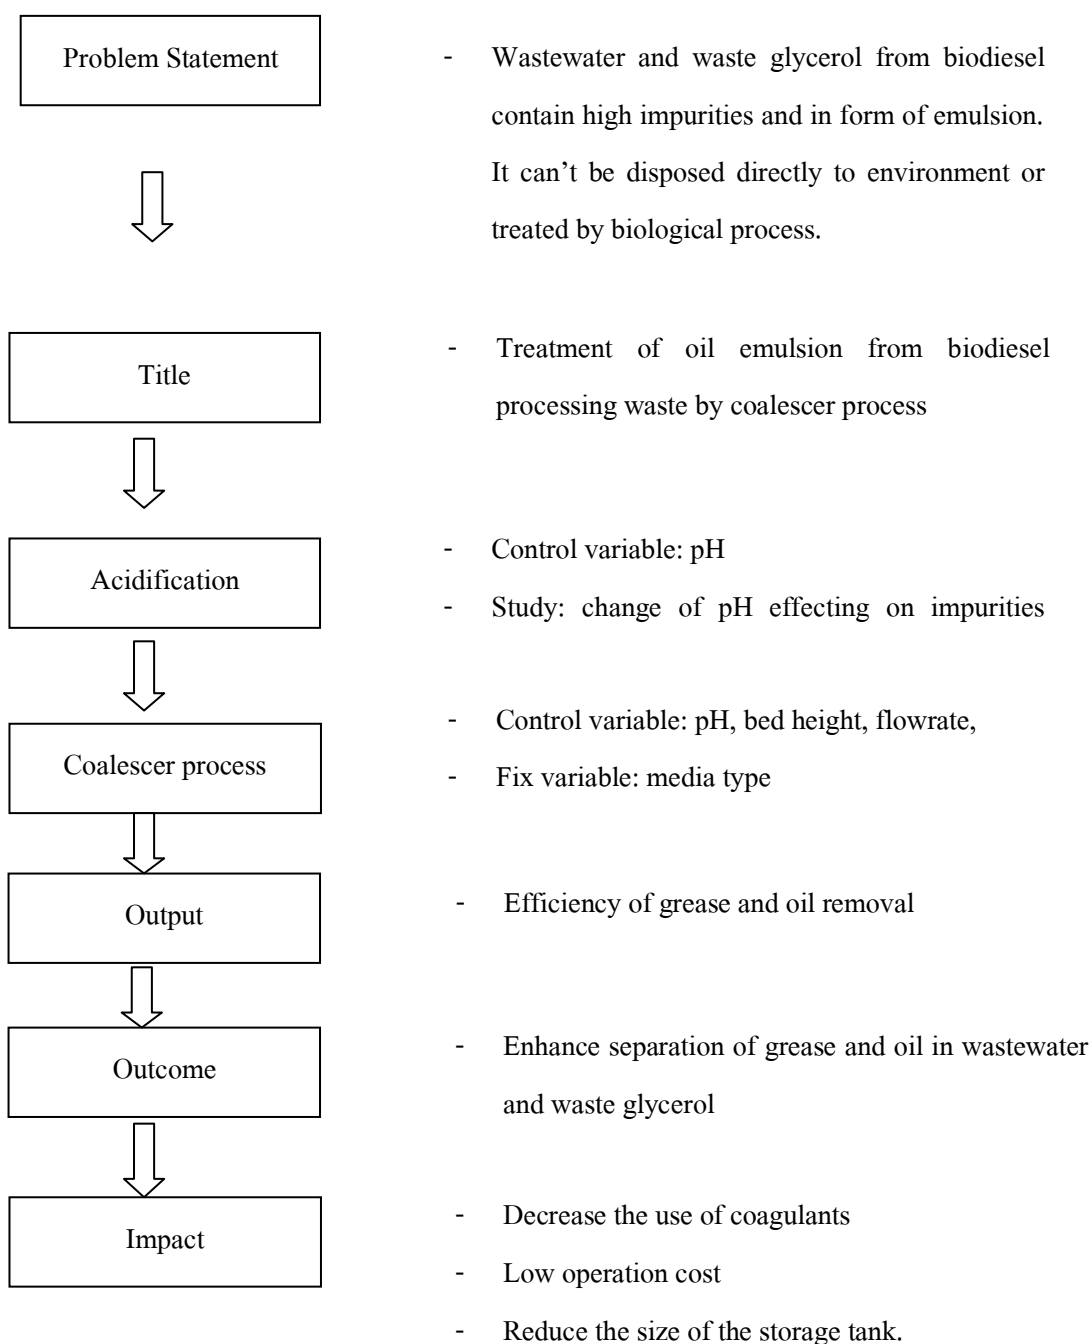 Problem Statement
- Wastewater and waste glycerol from biodiesel
contain high impurities and in form of emulsion.
It can’t be disposed directly to environment or
treated by biological process.
Title
- Treatment of oil emulsion from biodiesel
processing waste by coalescer process
Acidification
- Control variable: pH
- Study: change of pH effecting on impurities
Coalescer process
- Control variable: pH, bed height, flowrate,
- Fix variable: media type
Output
- Efficiency of grease and oil removal
Outcome
- Enhance separation of grease and oil in wastewater
and waste glycerol
Impact
- Decrease the use of coagulants
- Low operation cost
- Reduce the size of the storage tank.